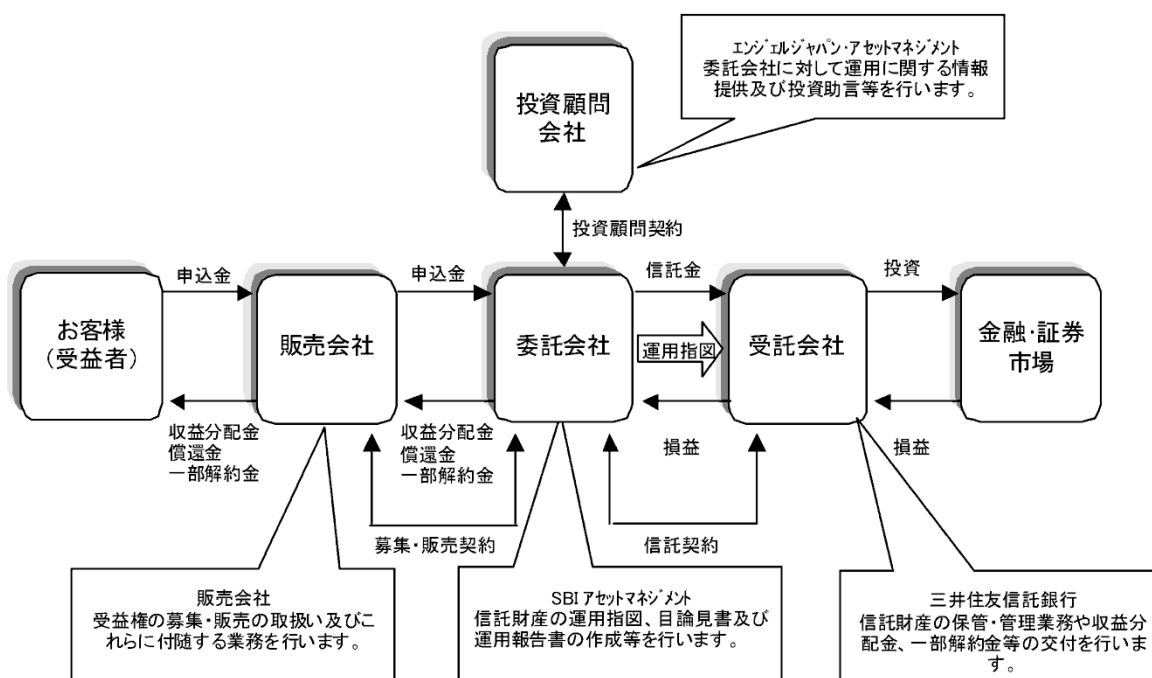 エンジェルジャパン・アセットマネジメント
委託会社に対して運用に関する情報
提供及び投資助言等を行います。
投資顧問
会社
投資顧問契約
申込金
申込金
信託金
投資
お客様
（受益者）
販売会社
委託会社
運用指図
受託会社
金融・証券
市場
収益分配金
償還金
一部解約金
収益分配金
償還金
一部解約金
損益
損益
募集・販売契約
信託契約
販売会社
受益権の募集・販売の取扱い及びこ
れらに付随する業務を行います。
SBIアセットマネジメント
信託財産の運用指図、目論見書及び
運用報告書の作成等を行います。
三井住友信託銀行
信託財産の保管・管理業務や収益分
配金、一部解約金等の交付を行いま
す。